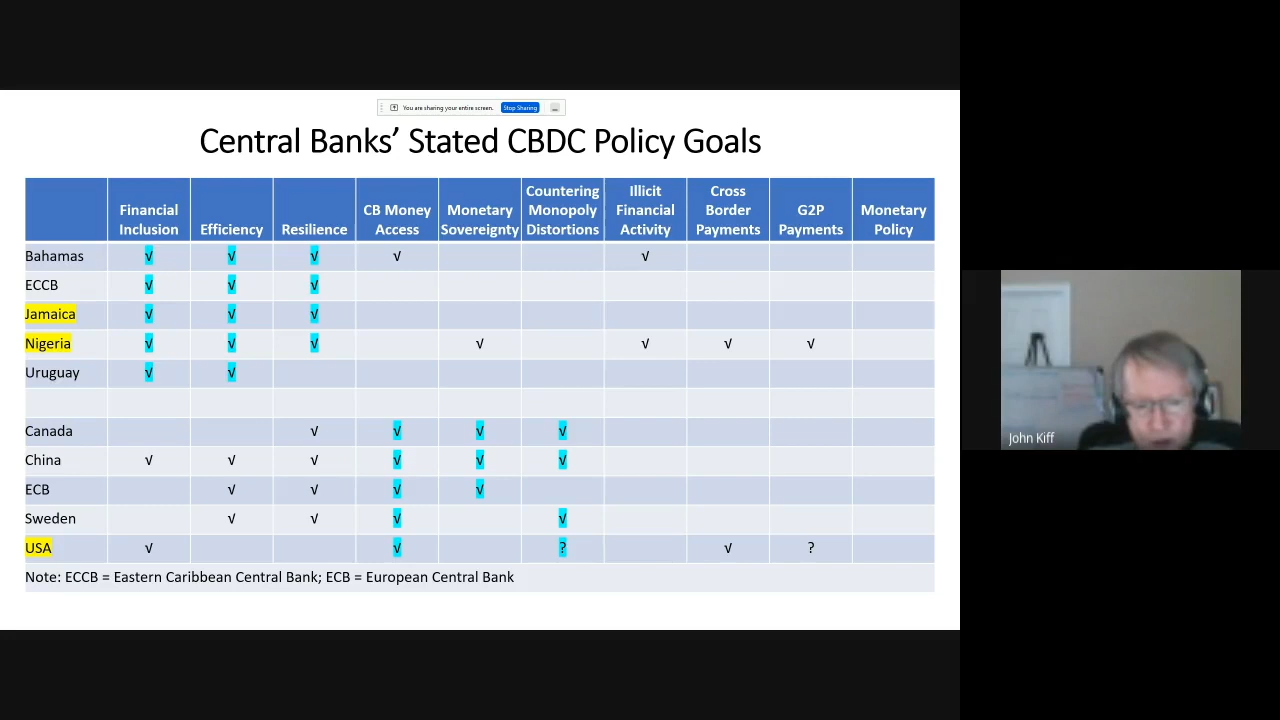 You are sharing your entire screen. Stop Sharing
Central Banks’ Stated CBDC Policy Goals
Financial Inclusion Efficiency Resilience CB Money Access Monetary Sovereignty Countering Monopoly Distortions Illicit Financial Activity Cross Border Payments G2P Payments Monetary Policy
Bahamas √ √ √ √ √
ECCB √ √ √
Jamaica √ √ √
Nigeria √ √ √ √ √ √ √
Uruguay √ √
Canada √ √ √ √
China √ √ √ √ √ √
ECB √ √ √ √
Sweden √ √ √ √
USA √ √ ? √ ?
Note: ECCB = Eastern Caribbean Central Bank; ECB = European Central Bank
John Kiff